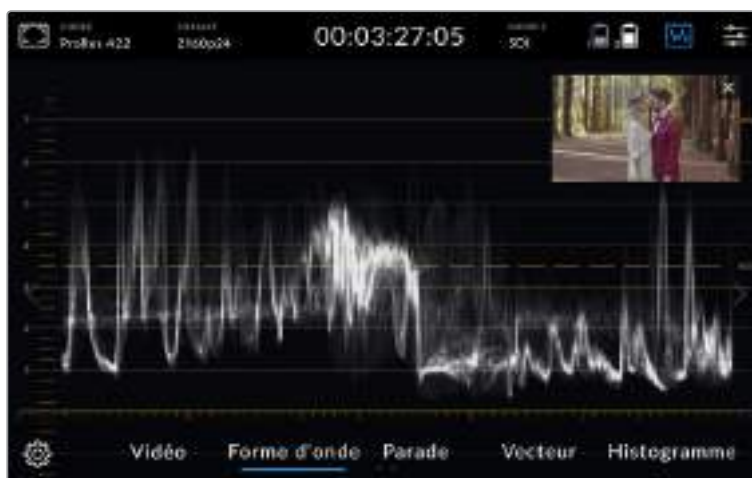 ProRes 422
2160p24
00:03:27:05
SDI
Vidéo
Forme d'onde
Parade
Vecteur
Histogramme